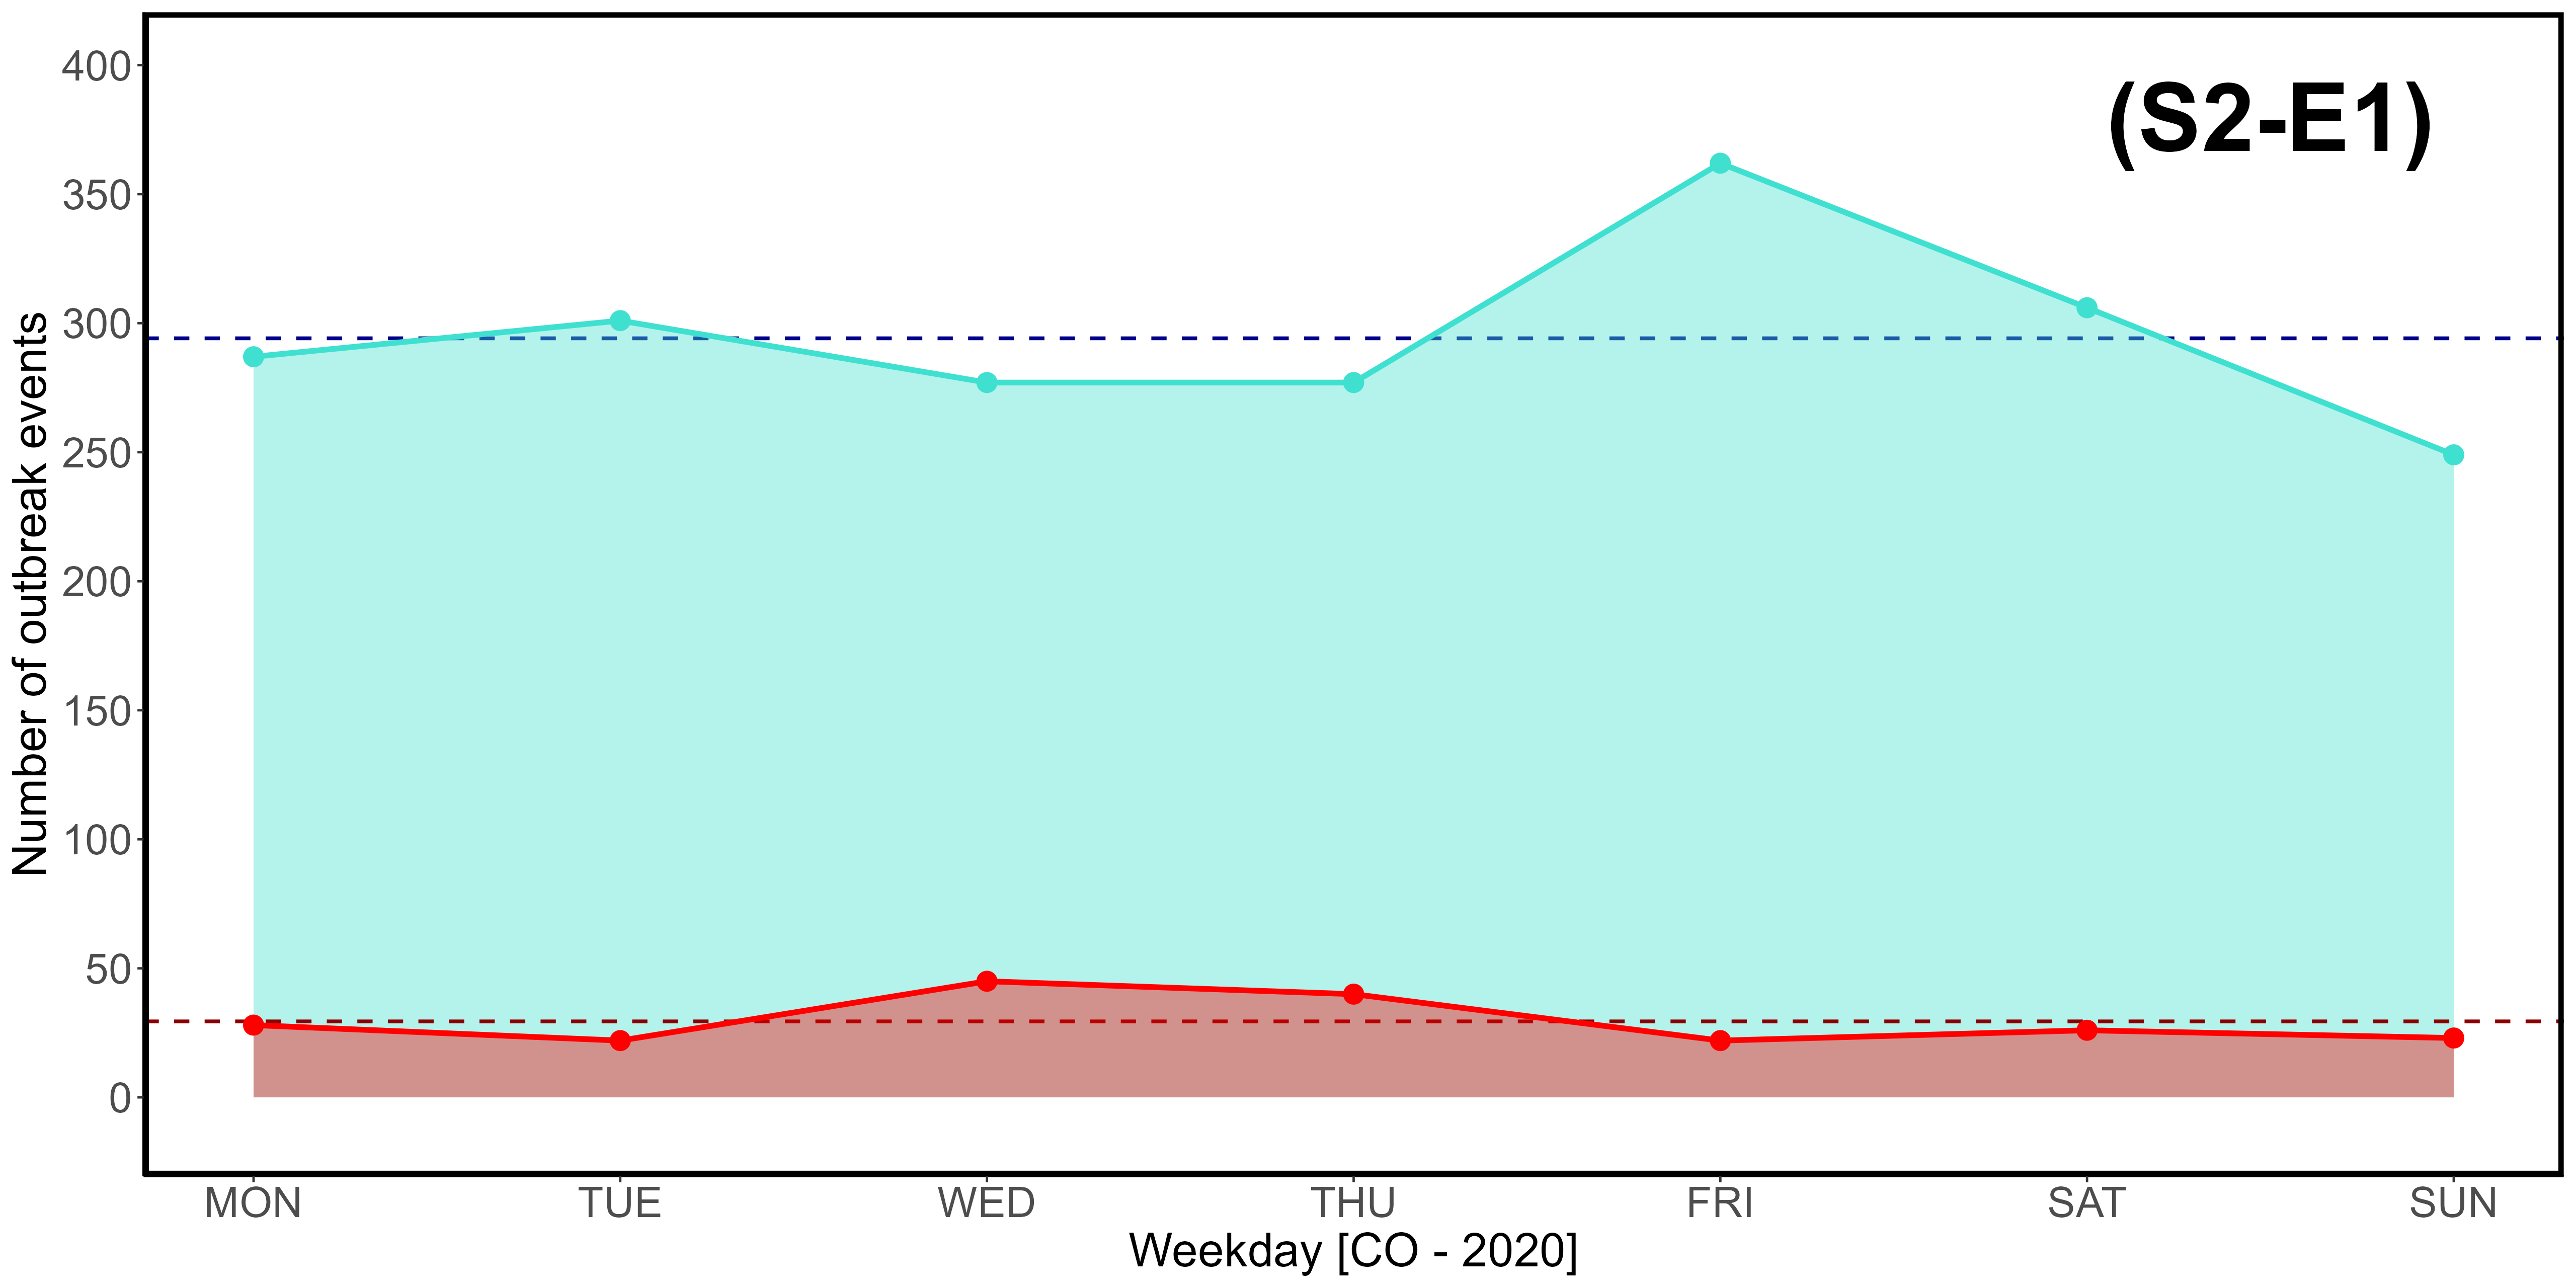 (S2-E1)
Number of outbreak events
400
350
300
250
200
150
100
50
0
MON TUE WED THU FRI SAT SUN
Weekday [CO - 2020]